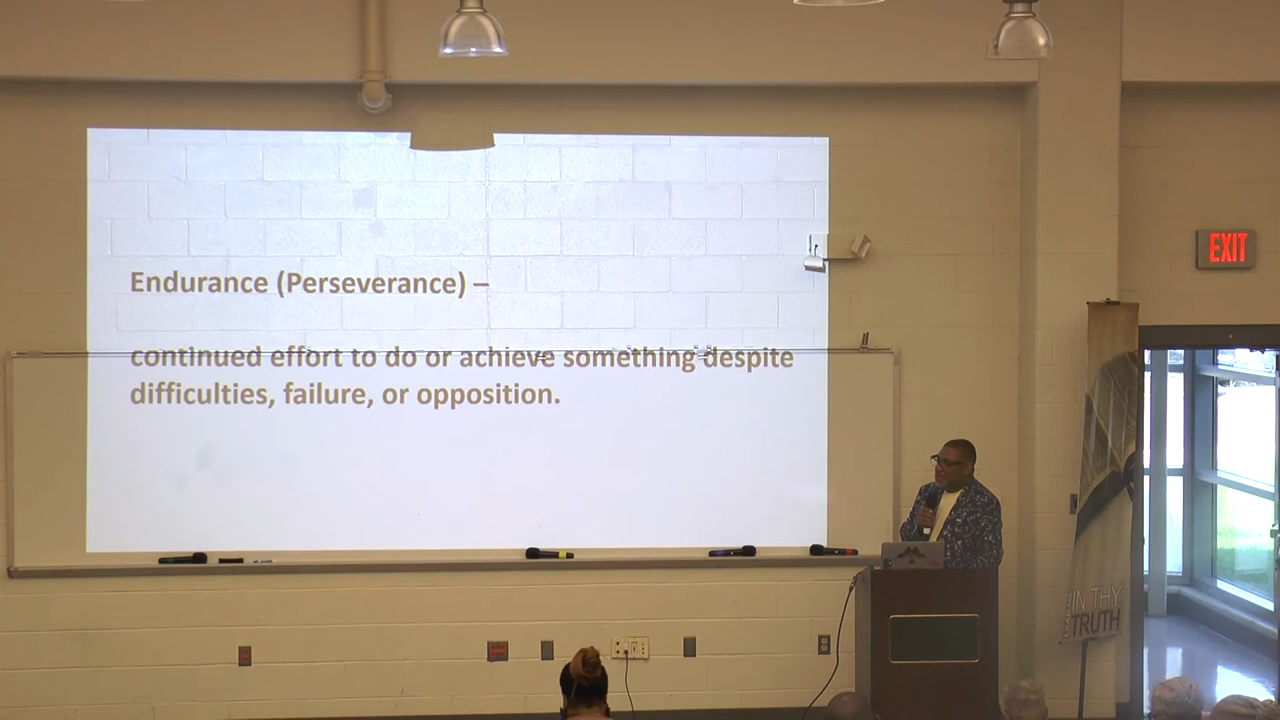 Endurance (Perseverance) –
continued effort to do or achieve something despite
difficulties, failure, or opposition.
EXIT
IN THY
TRUTH